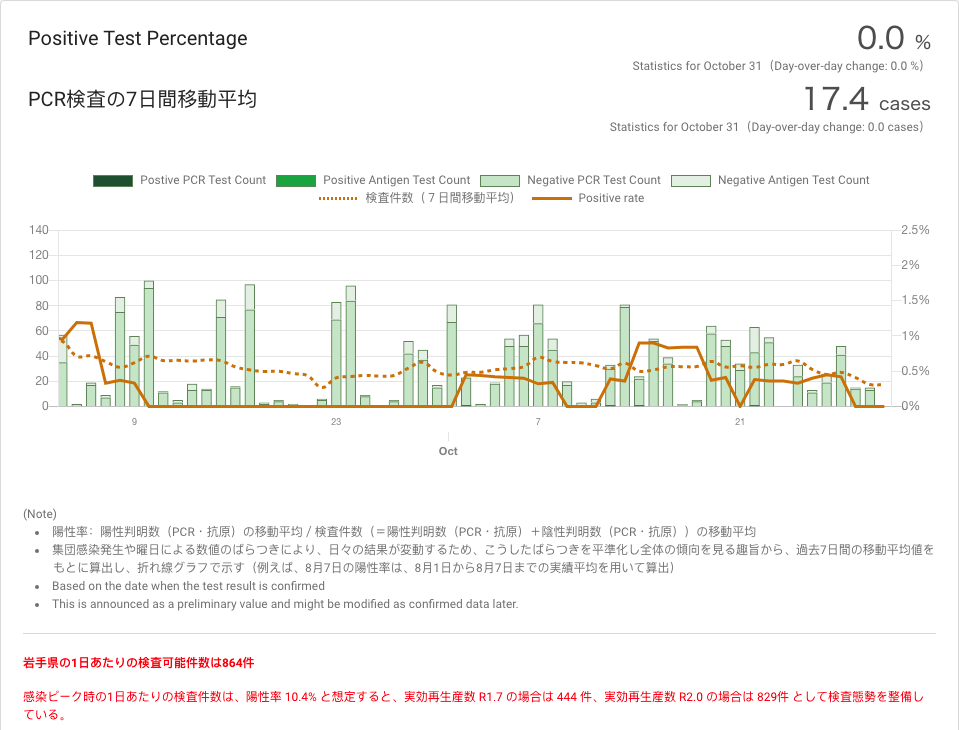 Positive Test Percentage
0.0 %
Statistics for October 31（Day-over-day change: 0.0 %）
PCR検査の7日間移動平均
17.4 cases
Statistics for October 31（Day-over-day change: 0.0 cases）
Postive PCR Test Count Positive Antigen Test Count Negative PCR Test Count Negative Antigen Test Count
検査件数（７日間移動平均） Positive rate
140 2.5%
120 2%
100 1.5%
80 1%
60 0.5%
40 0%
20
0
9 23 7 21
Oct
(Note)
• 陽性率：陽性判明数（PCR・抗原）の移動平均 / 検査件数（＝陽性判明数（PCR・抗原）＋陰性判明数（PCR・抗原））の移動平均
• 集団感染発生や曜日による数値のばらつきにより、日々の結果が変動するため、こうしたばらつきを平準化し全体の傾向を見る趣旨から、過去7日間の移動平均値を
もとに算出し、折れ線グラフで示す（例えば、8月7日の陽性率は、8月1日から8月7日までの実績平均を用いて算出）
• Based on the date when the test result is confirmed
• This is announced as a preliminary value and might be modified as confirmed data later.
岩手県の1日あたりの検査可能件数は864件
感染ピーク時の1日あたりの検査件数は、陽性率 10.4% と想定すると、実効再生産数 R1.7 の場合は 444 件、実効再生産数 R2.0 の場合は 829件 として検査態勢を整備し
ている。